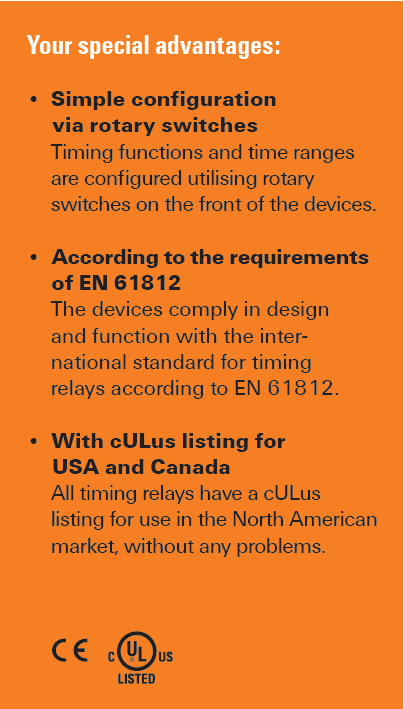 Your special advantages:
• Simple configuration
via rotary switches
Timing functions and time ranges
are configured utilising rotary
switches on the front of the devices.
• According to the requirements
of EN 61812
The devices comply in design
and function with the inter-
national standard for timing
relays according to EN 61812.
• With cULus listing for
USA and Canada
All timing relays have a cULus
listing for use in the North American
market, without any problems.
CE C UL US
LISTED